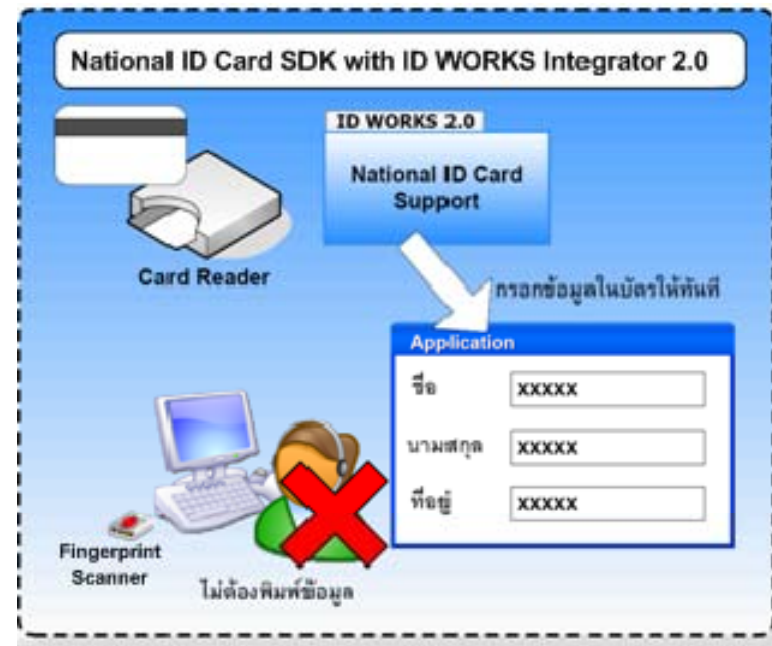 National ID Card SDK with ID WORKS Integrator 2.0
ID WORKS 2.0
National ID Card
Support
Card Reader
กรอกข้อมูลในบัตรให้ทันที
Application
ชื่อ xxxxx
นามสกุล xxxxx
ที่อยู่ xxxxx
Fingerprint
Scanner
ไม่ต้องพิมพ์ข้อมูล